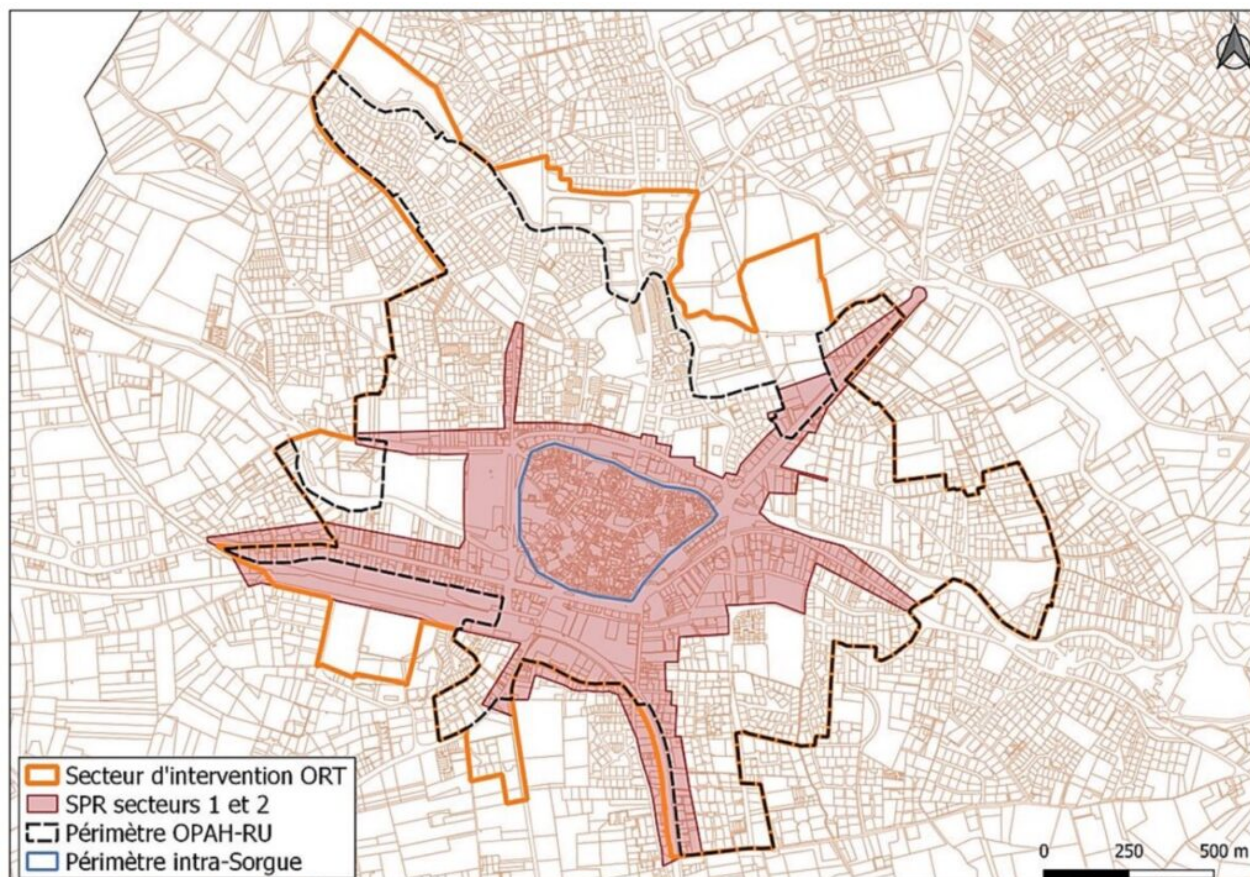 N
Secteur d'intervention ORT
SPR secteurs 1 et 2
Périmètre OPAH-RU
Périmètre intra-Sorgue
0 250 500 m